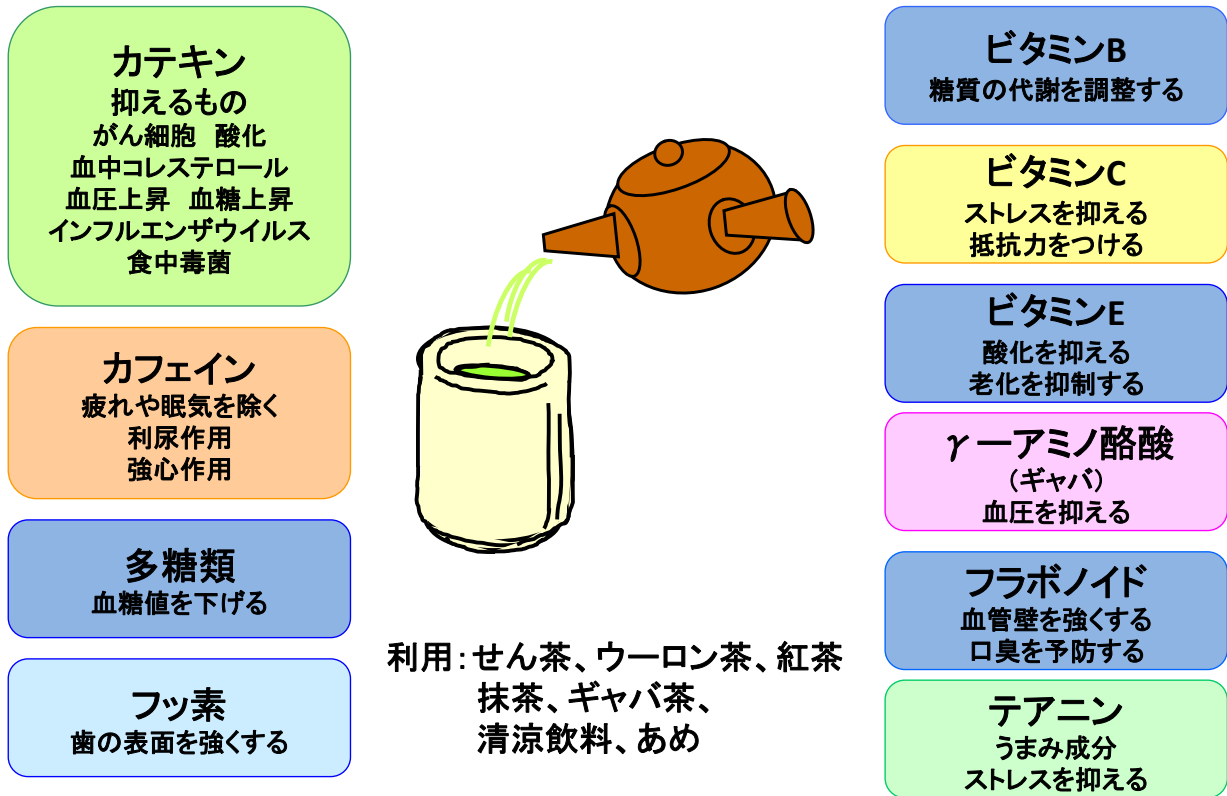 カテキン
抑えるもの
がん細胞　酸化
血中コレステロール
血圧上昇　血糖上昇
インフルエンザウイルス
食中毒菌
カフェイン
疲れや眠気を除く
利尿作用
強心作用
多糖類
血糖値を下げる
フッ素
歯の表面を強くする
利用：せん茶、ウーロン茶、紅茶
抹茶、ギャバ茶、
清涼飲料、あめ
ビタミンB
糖質の代謝を調整する
ビタミンC
ストレスを抑える
抵抗力をつける
ビタミンE
酸化を抑える
老化を抑制する
γーアミノ酪酸
（ギャバ）
血圧を抑える
フラボノイド
血管壁を強くする
口臭を予防する
テアニン
うまみ成分
ストレスを抑える